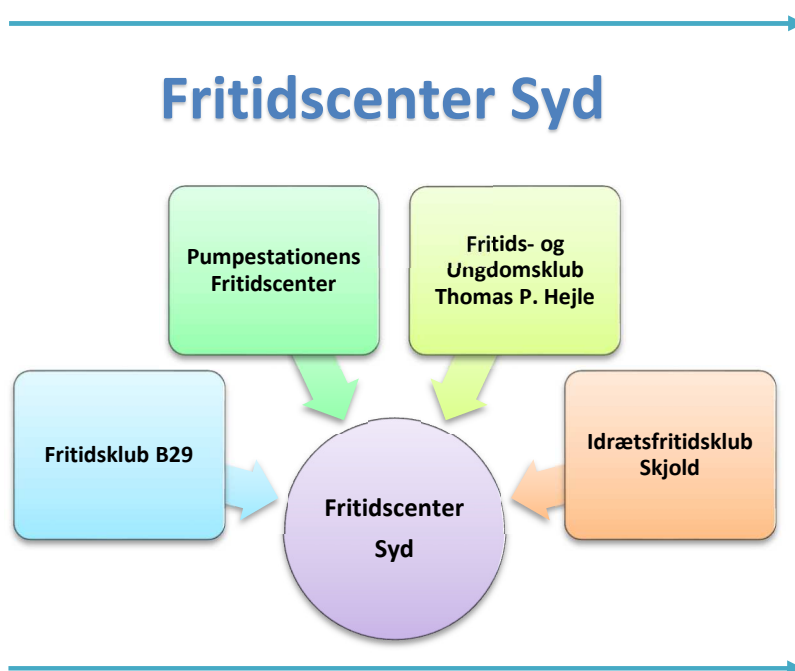 Fritidscenter Syd
Pumpestationens
Fritidscenter
Fritids- og
Ungdomsklub
Thomas P. Hejle
Fritidsklub B29
Idrætsfritidsklub
Skjold
Fritidscenter
Syd